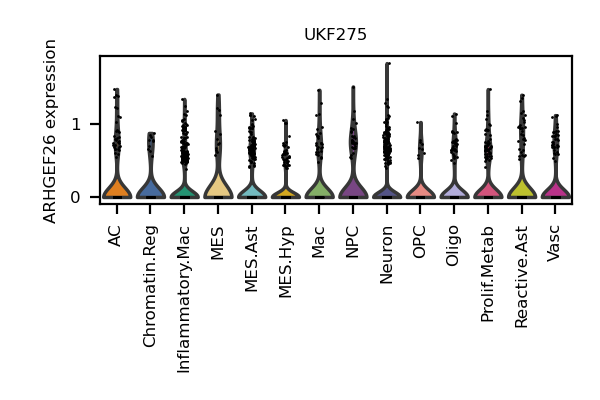 UKF275
ARHGEF26 expression
1
0
AC
Chromatin.Reg
Inflammatory.Mac
MES
MES.Ast
MES.Hyp
Mac
NPC
Neuron
OPC
Oligo
Prolif.Metab
Reactive.Ast
Vasc